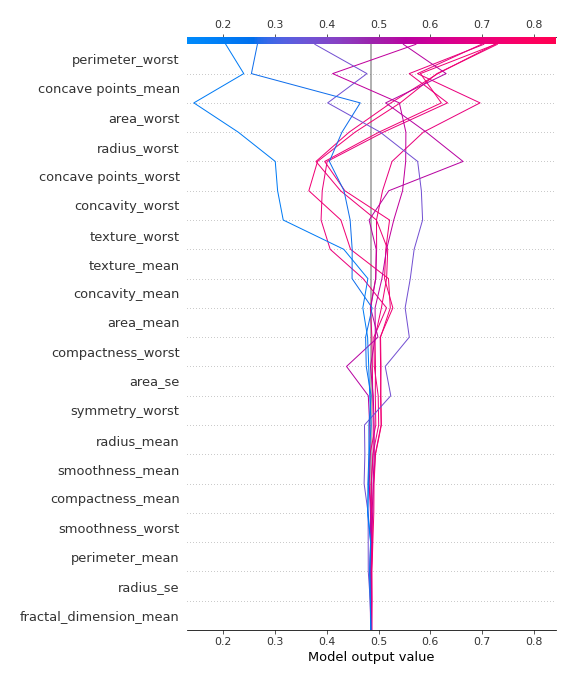 0.2 0.3 0.4 0.5 0.6 0.7 0.8
perimeter_worst
concave points_mean
area_worst
radius_worst
concave points_worst
concavity_worst
texture_worst
texture_mean
concavity_mean
area_mean
compactness_worst
area_se
symmetry_worst
radius_mean
smoothness_mean
compactness_mean
smoothness_worst
perimeter_mean
radius_se
fractal_dimension_mean
0.2 0.3 0.4 0.5 0.6 0.7 0.8
Model output value